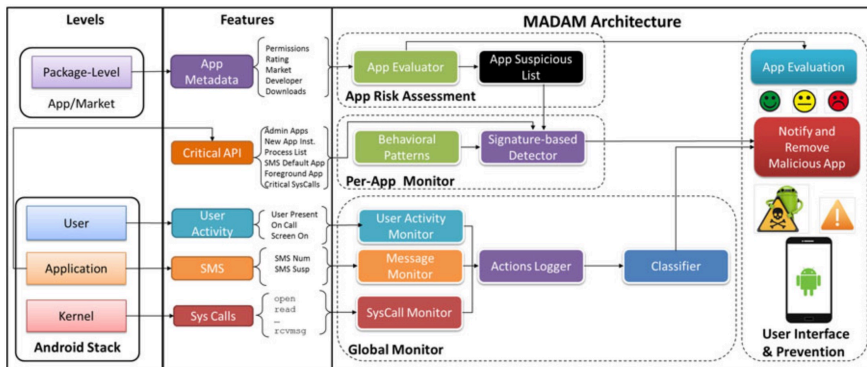 Levels
Features
MADAM Architecture
Package-Level
App/Market
App
Metadata
Permissions
Rating
Market
Developer
Downloads
App Evaluator
App Suspicious
List
App Risk Assessment
App Evaluation
Critical API
Admin Apps
New App Inst.
Process List
SMS Default App
Foreground App
Critical SysCalls
Behavioral
Patterns
Signature-based
Detector
Per-App Monitor
Notify and
Remove
Malicious App
User
Application
Kernel
Android Stack
User
Activity
User Present
On Call
Screen On
SMS
SMS Num
SMS Susp
Sys Calls
open
read
…
rcvmsg
User Activity
Monitor
Message
Monitor
SysCall Monitor
Actions Logger
Classifier
Global Monitor
User Interface
& Prevention